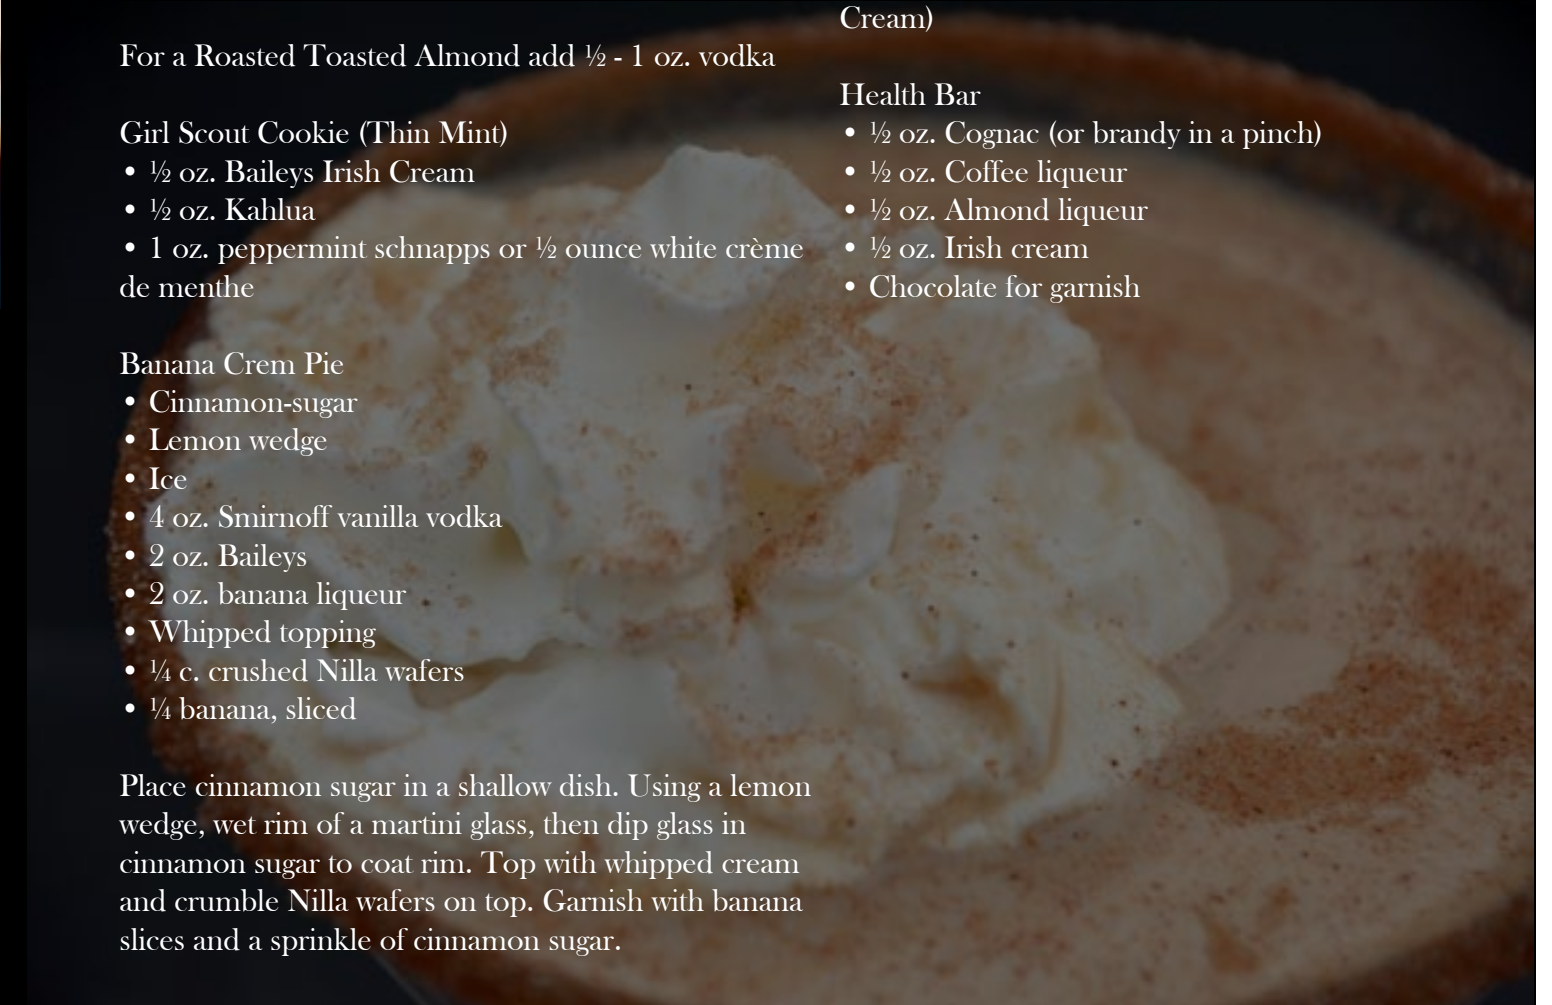 For a Roasted Toasted Almond add ½ - 1 oz. vodka
Girl Scout Cookie (Thin Mint)
• ½ oz. Baileys Irish Cream
• ½ oz. Kahlua
• 1 oz. peppermint schnapps or ½ ounce white crème
de menthe
Banana Crem Pie
• Cinnamon-sugar
• Lemon wedge
• Ice
• 4 oz. Smirnoff vanilla vodka
• 2 oz. Baileys
• 2 oz. banana liqueur
• Whipped topping
• ¼ c. crushed Nilla wafers
• ¼ banana, sliced
Place cinnamon sugar in a shallow dish. Using a lemon
wedge, wet rim of a martini glass, then dip glass in
cinnamon sugar to coat rim. Top with whipped cream
and crumble Nilla wafers on top. Garnish with banana
slices and a sprinkle of cinnamon sugar.
Cream)
Health Bar
• ½ oz. Cognac (or brandy in a pinch)
• ½ oz. Coffee liqueur
• ½ oz. Almond liqueur
• ½ oz. Irish cream
• Chocolate for garnish